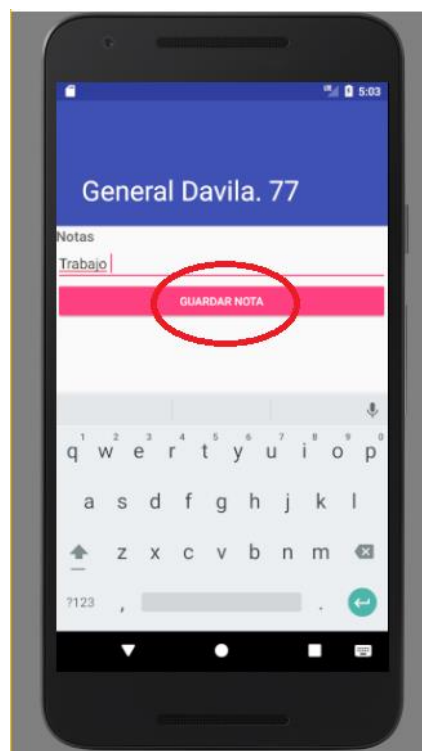 5:03
General Davila. 77
Notas
Trabajo
GUARDAR NOTA
1 2 3 4 5 6 7 8 9 0
q w e r t y u i o p
a s d f g h j k l
z x c v b n m
?123 , .